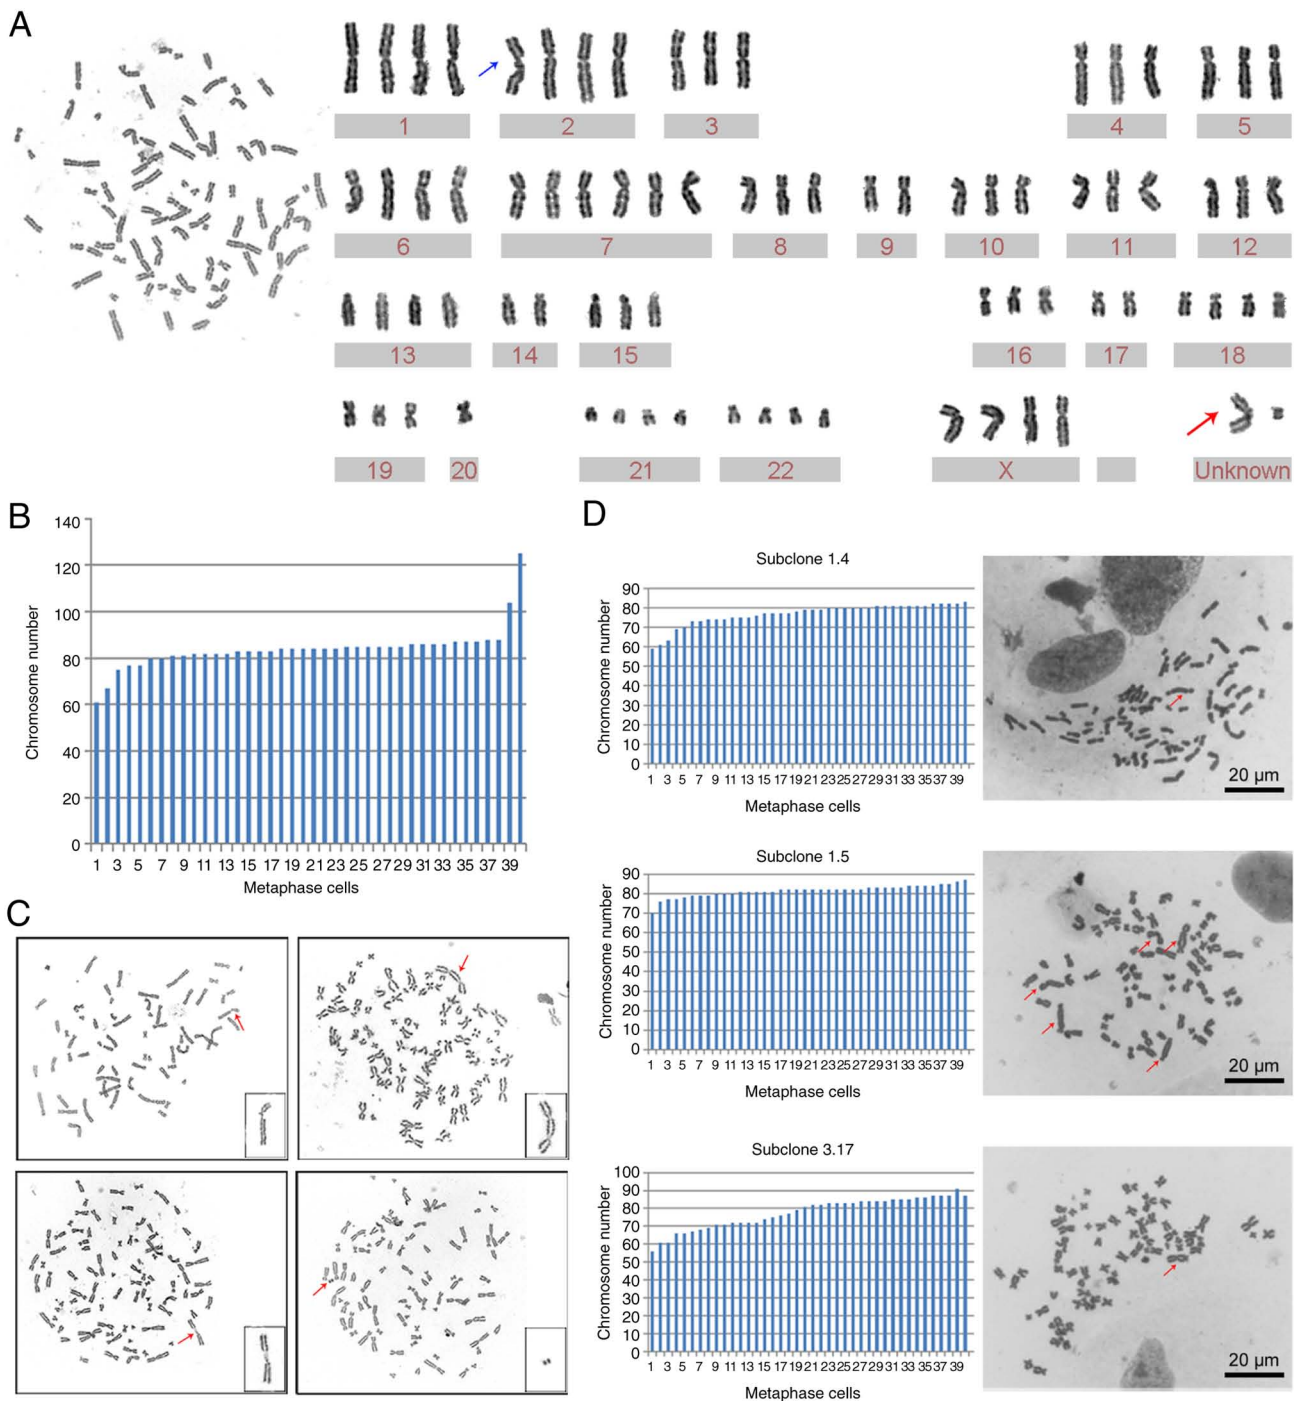 A
1 2 3 4 5
6 7 8 9 10 11 12
13 14 15 16 17 18
19 20 21 22 X Unknown
B
140
120
100
80
60
40
20
0
Chromosome number
1 3 5 7 9 11 13 15 17 19 21 23 25 27 29 31 33 35 37 39
Metaphase cells
C
D
Subclone 1.4
90
80
70
60
50
40
30
20
10
0
Chromosome number
1 3 5 7 9 11 13 15 17 19 21 23 25 27 29 31 33 35 37 39
Metaphase cells
20 µm
Subclone 1.5
90
80
70
60
50
40
30
20
10
0
Chromosome number
1 3 5 7 9 11 13 15 17 19 21 23 25 27 29 31 33 35 37 39
Metaphase cells
20 µm
Subclone 3.17
100
90
80
70
60
50
40
30
20
10
0
Chromosome number
1 3 5 7 9 11 13 15 17 19 21 23 25 27 29 31 33 35 37 39
Metaphase cells
20 µm